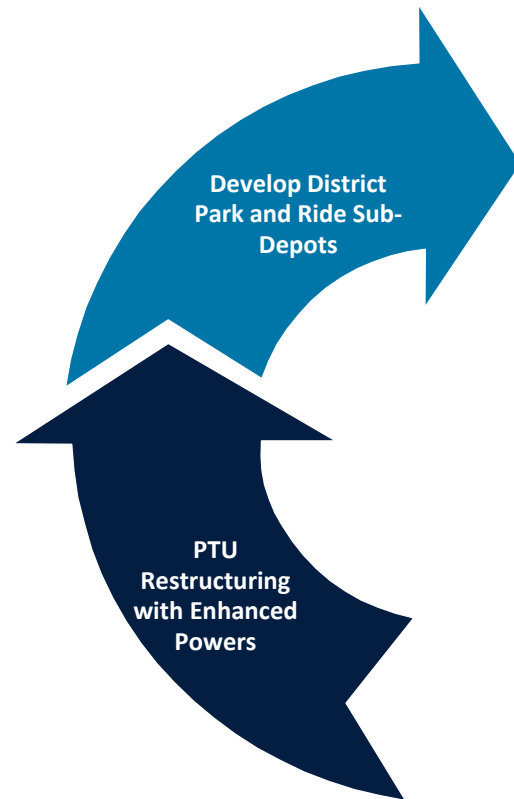 Develop District
Park and Ride Sub-
Depots
PTU
Restructuring
with Enhanced
Powers